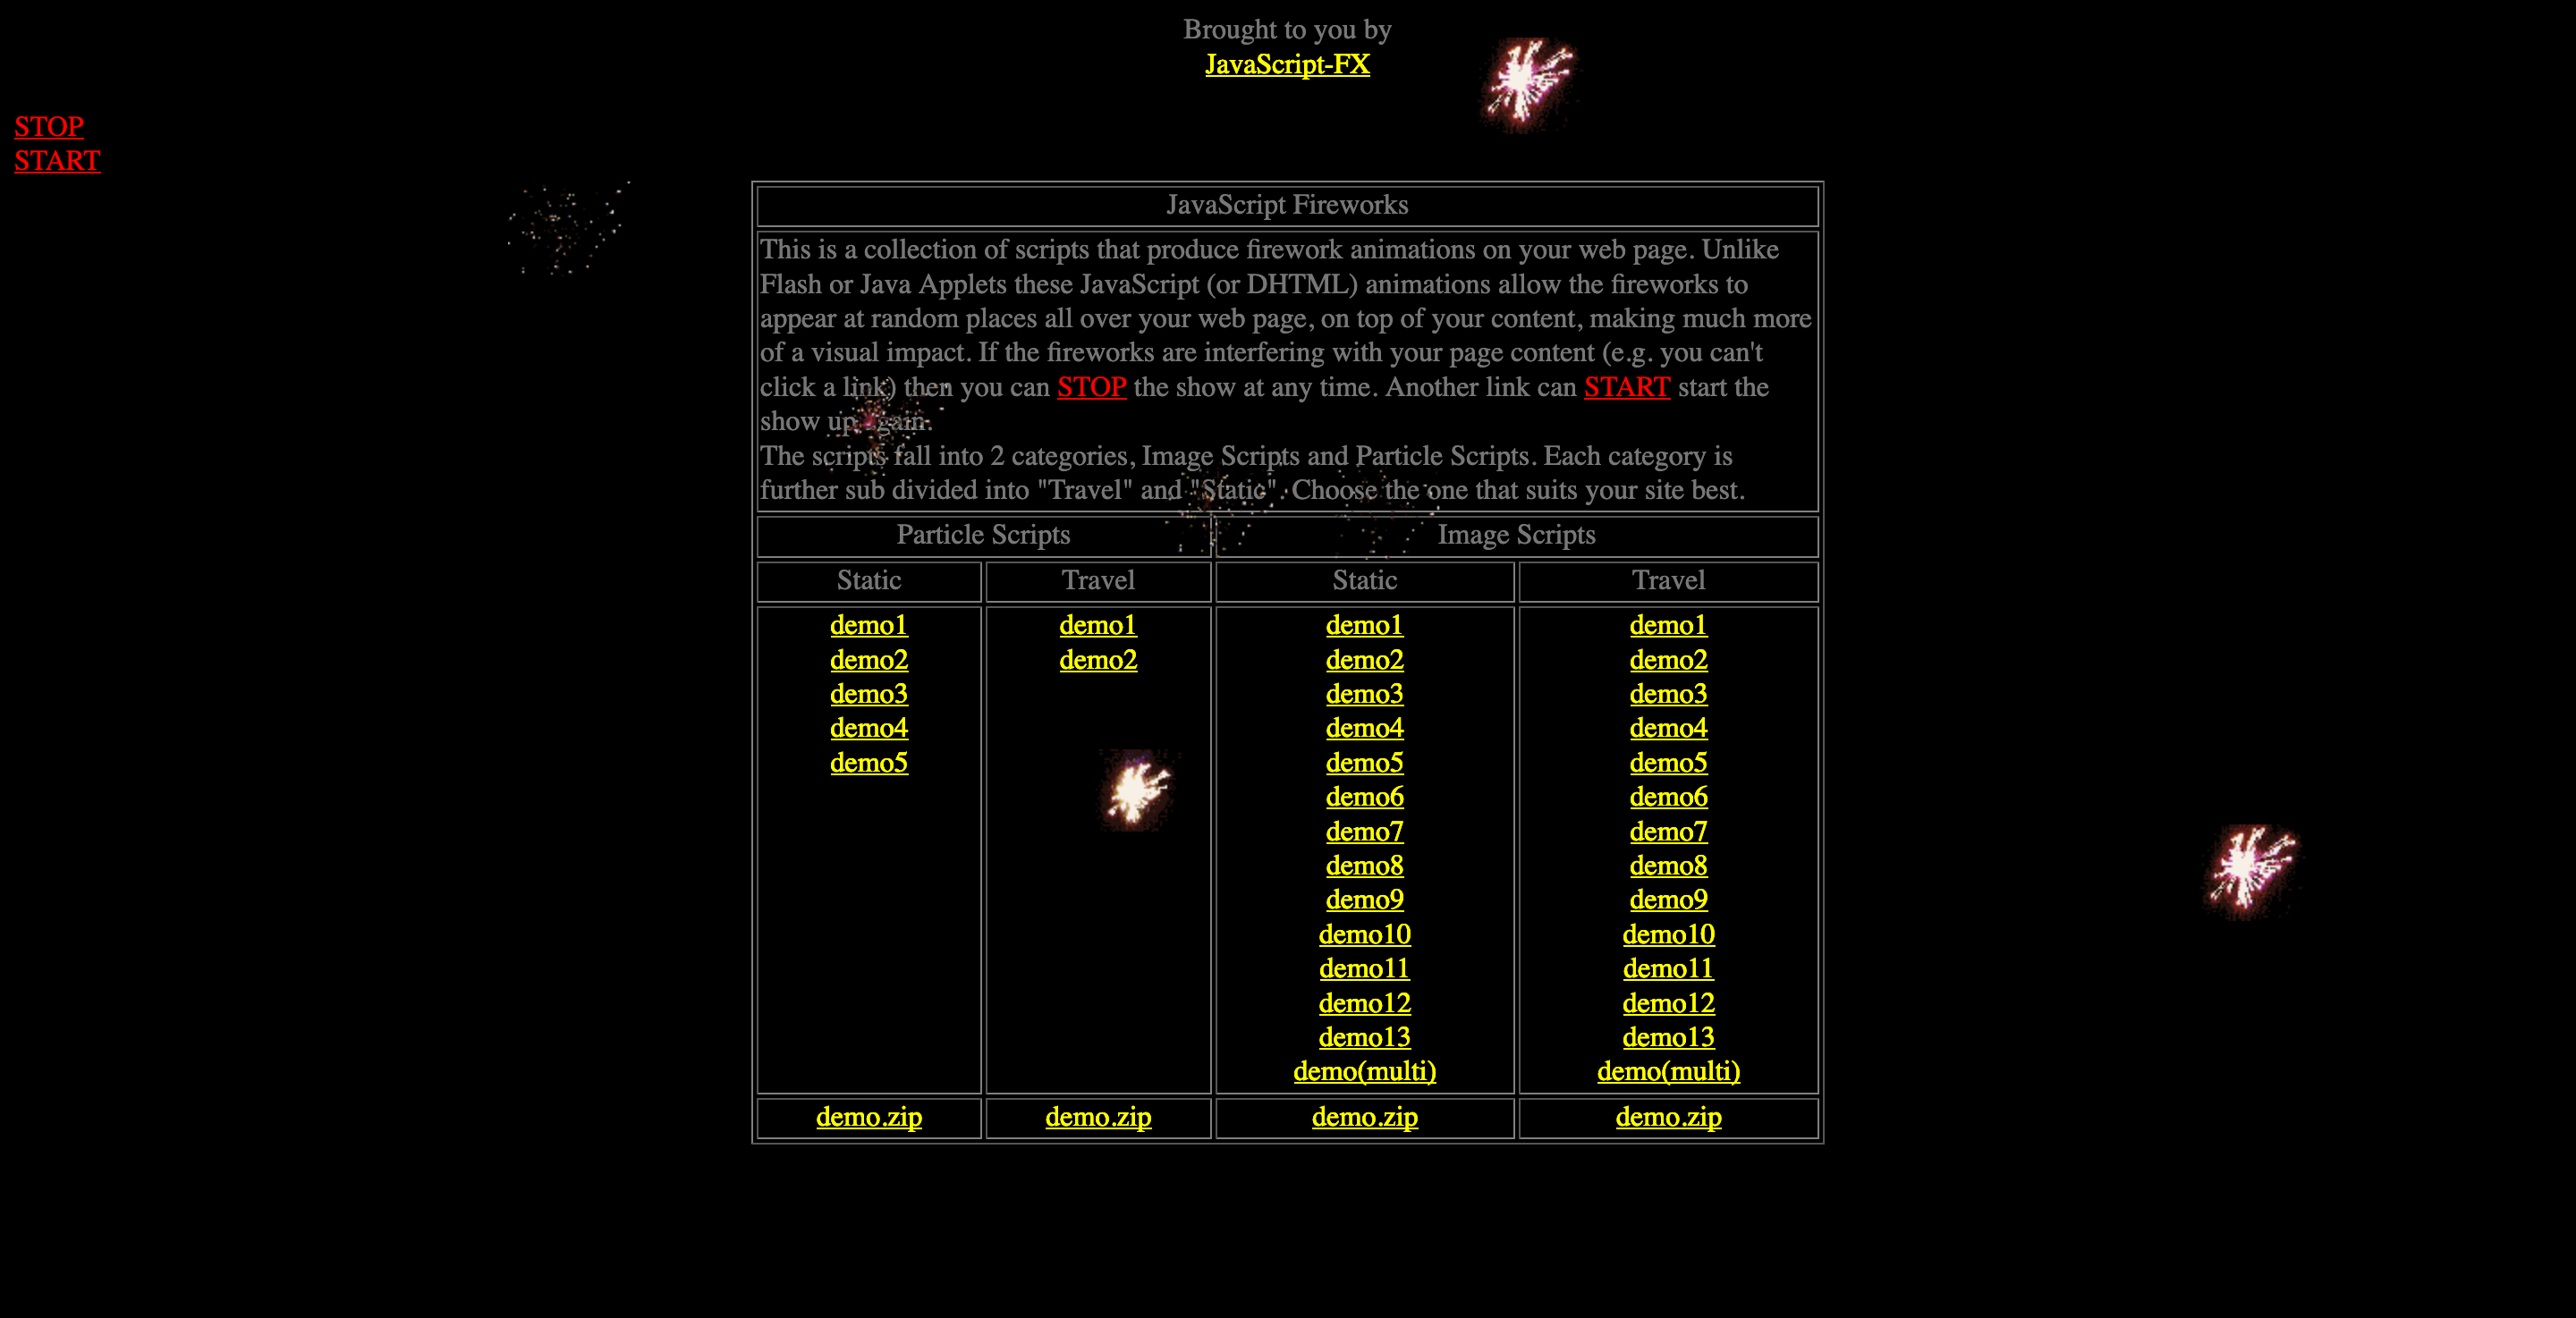 Brought to you by
JavaScript-FX
STOP
START
JavaScript Fireworks
This is a collection of scripts that produce firework animations on your web page. Unlike
Flash or Java Applets these JavaScript (or DHTML) animations allow the fireworks to
appear at random places all over your web page, on top of your content, making much more
of a visual impact. If the fireworks are interfering with your page content (e.g. you can't
click a link) then you can STOP the show at any time. Another link can START start the
show up again.
The scripts fall into 2 categories, Image Scripts and Particle Scripts. Each category is
further sub divided into "Travel" and "Static". Choose the one that suits your site best.
Particle Scripts Image Scripts
Static Travel Static Travel
demo1 demo1 demo1 demo1
demo2 demo2 demo2 demo2
demo3 demo3 demo3
demo4 demo4 demo4
demo5 demo5 demo5
demo6 demo6
demo7 demo7
demo8 demo8
demo9 demo9
demo10 demo10
demo11 demo11
demo12 demo12
demo13 demo13
demo(multi) demo(multi)
demo.zip demo.zip demo.zip demo.zip